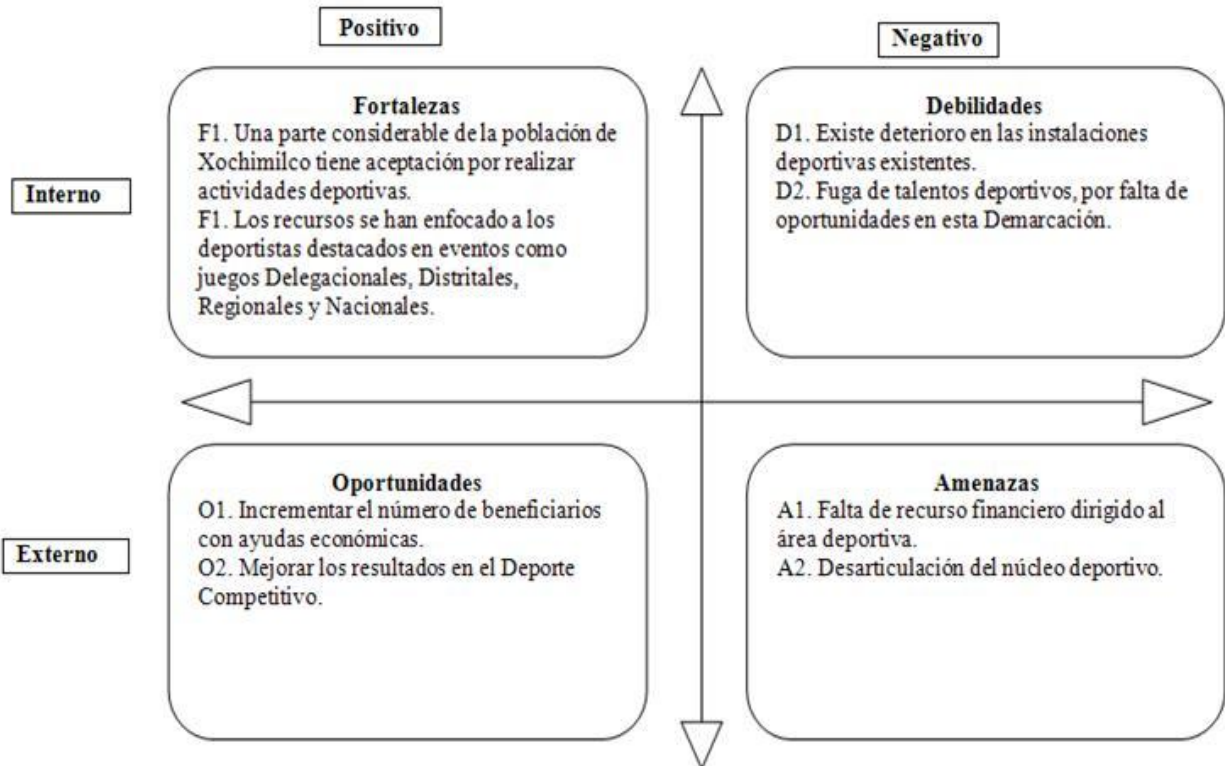 Positivo
Negativo
Interno
Fortalezas
F1. Una parte considerable de la población de
Xochimilco tiene aceptación por realizar
actividades deportivas.
F1. Los recursos se han enfocado a los
deportistas destacados en eventos como
juegos Delegacionales, Distritales,
Regionales y Nacionales.
Debilidades
D1. Existe deterioro en las instalaciones
deportivas existentes.
D2. Fuga de talentos deportivos, por falta de
oportunidades en esta Demarcación.
Externo
Oportunidades
O1. Incrementar el número de beneficiarios
con ayudas económicas.
O2. Mejorar los resultados en el Deporte
Competitivo.
Amenazas
A1. Falta de recurso financiero dirigido al
área deportiva.
A2. Desarticulación del núcleo deportivo.